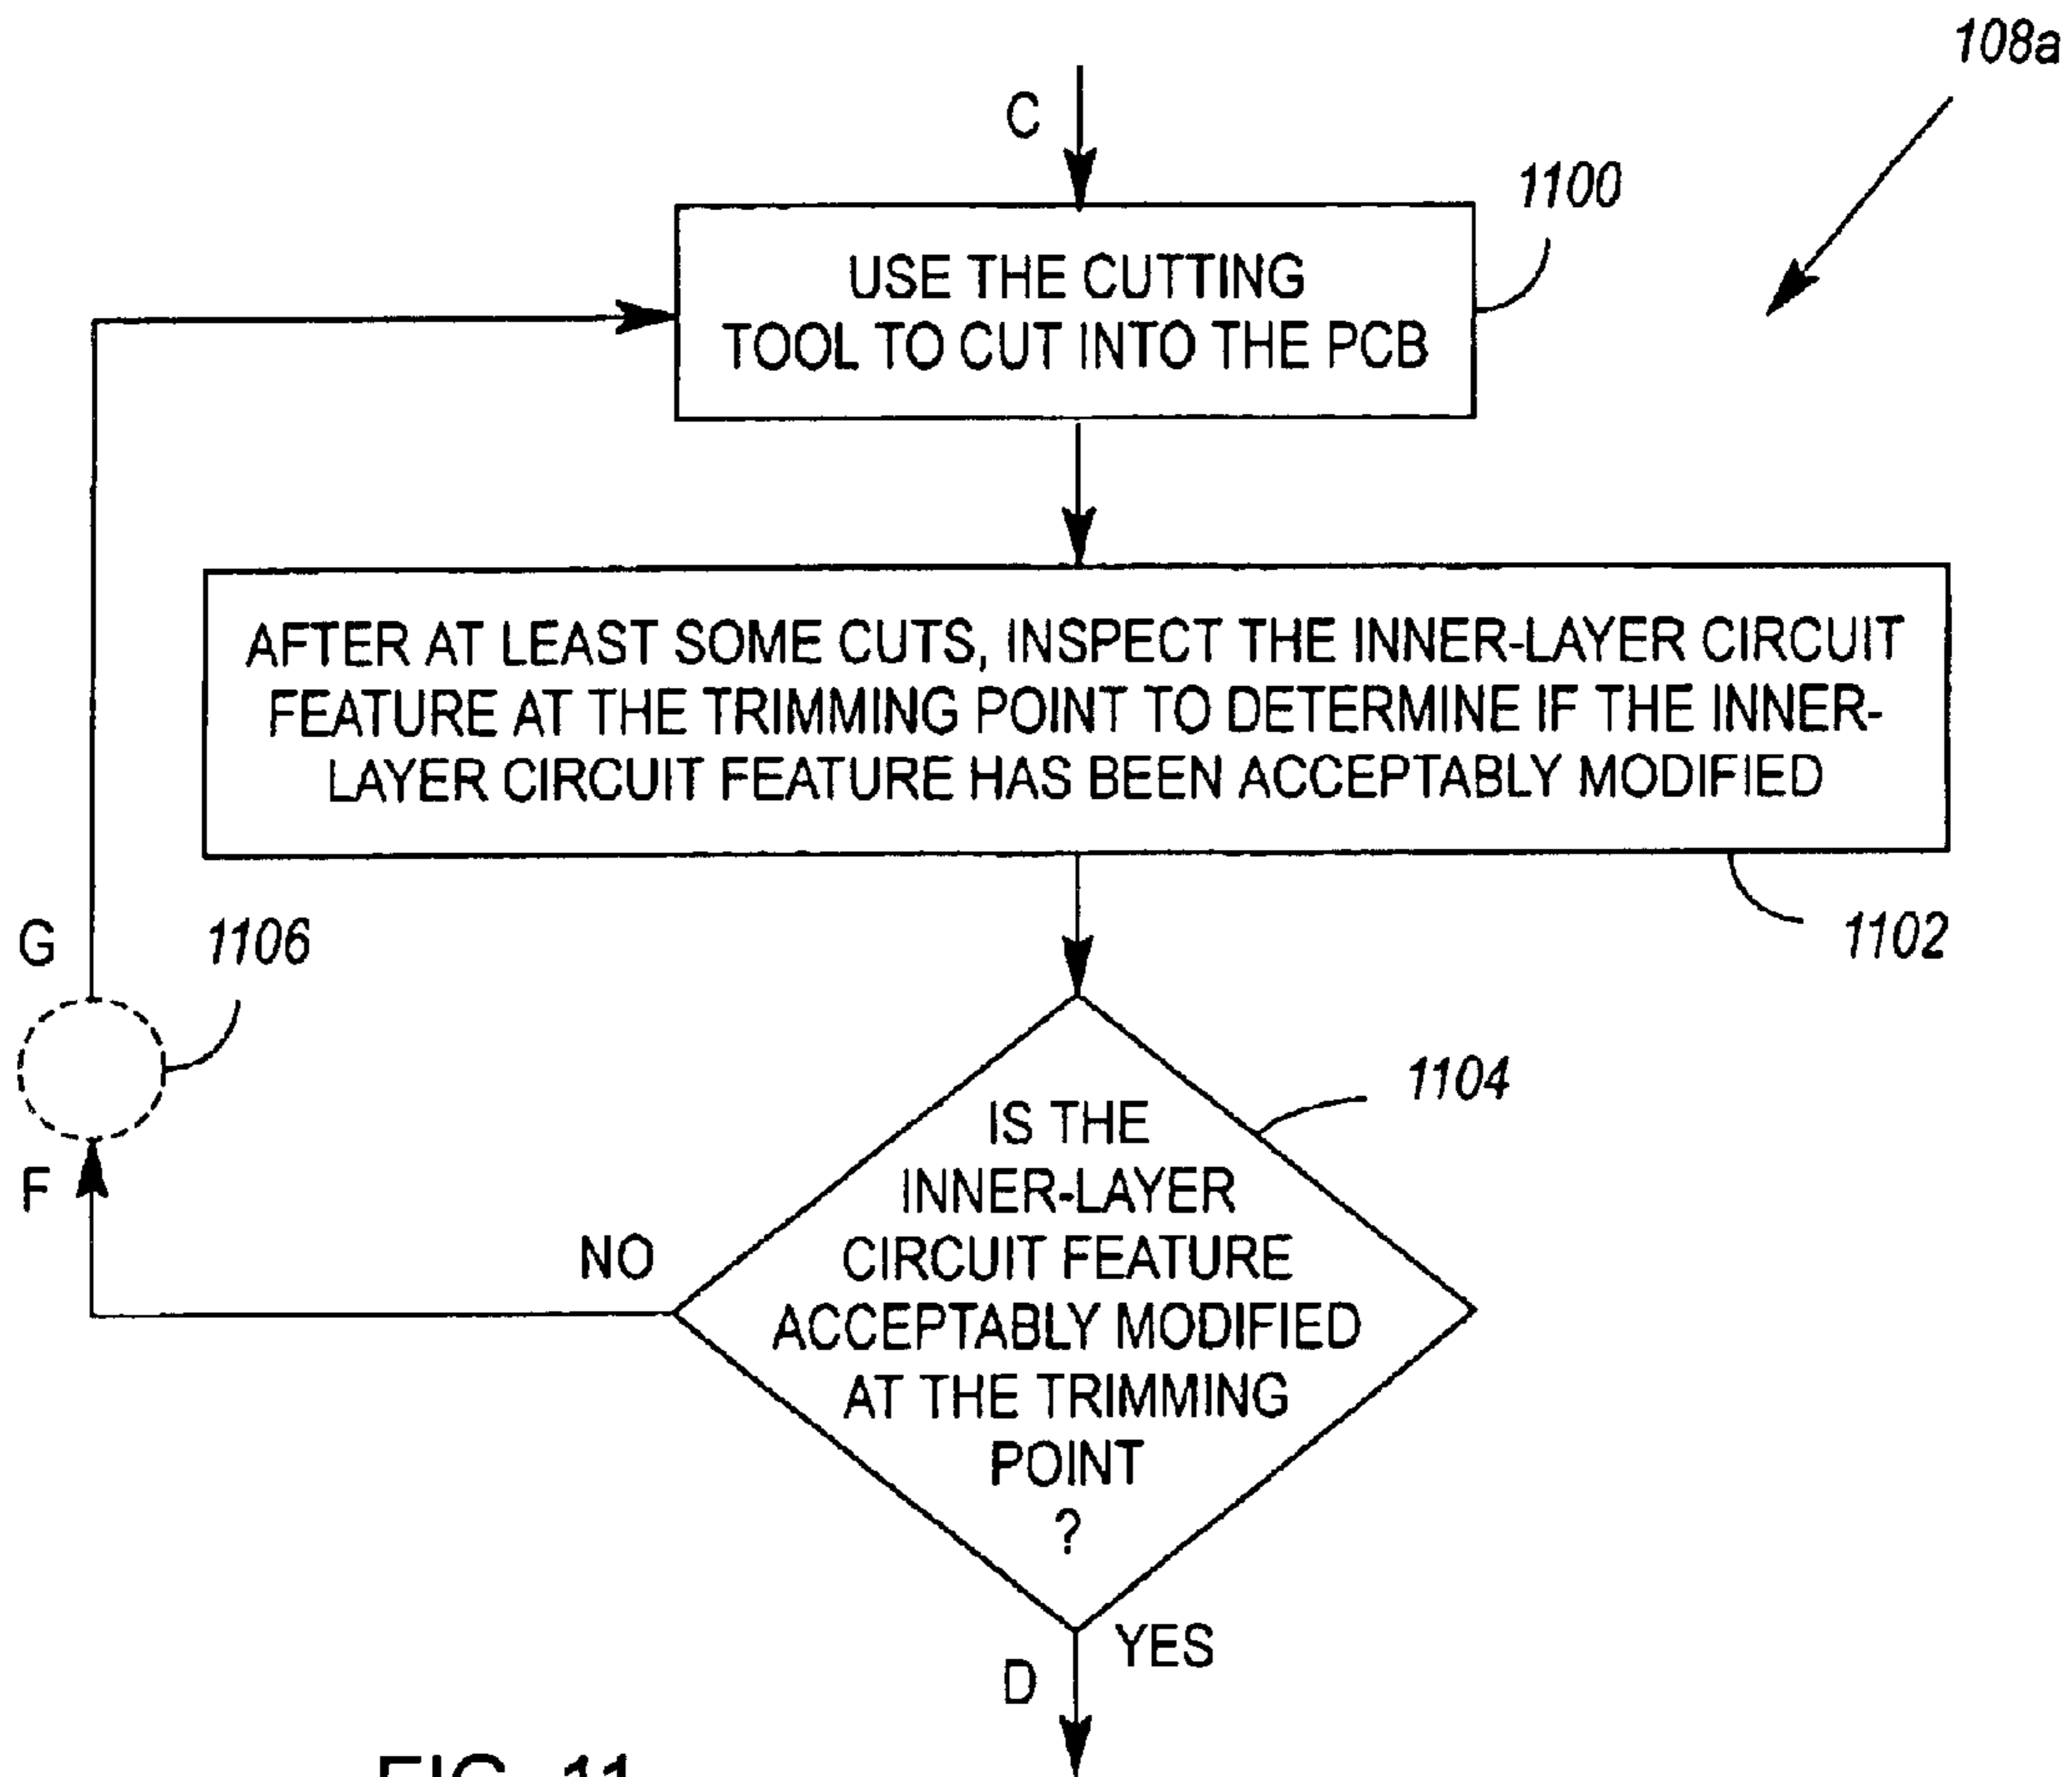 108a
C
1100
USE THE CUTTING
TOOL TO CUT INTO THE PCB
AFTER AT LEAST SOME CUTS, INSPECT THE INNER-LAYER CIRCUIT
FEATURE AT THE TRIMMING POINT TO DETERMINE IF THE INNER-
LAYER CIRCUIT FEATURE HAS BEEN ACCEPTABLY MODIFIED
1102
G
1106
F
1104
IS THE
INNER-LAYER
CIRCUIT FEATURE
ACCEPTABLY MODIFIED
AT THE TRIMMING
POINT
?
NO
YES
D
FIG. 11